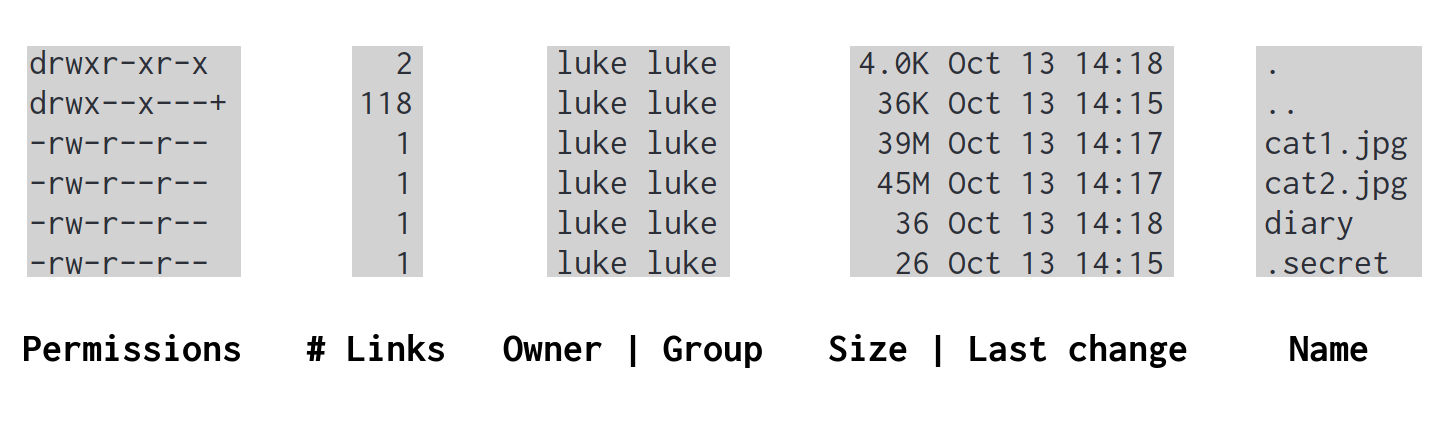 drwxr-xr-x 2 luke luke 4.0K Oct 13 14:18 .
drwx--x---+ 118 luke luke 36K Oct 13 14:15 ..
-rw-r--r-- 1 luke luke 39M Oct 13 14:17 cat1.jpg
-rw-r--r-- 1 luke luke 45M Oct 13 14:17 cat2.jpg
-rw-r--r-- 1 luke luke 36 Oct 13 14:18 diary
-rw-r--r-- 1 luke luke 26 Oct 13 14:15 .secret
Permissions # Links Owner | Group Size | Last change Name